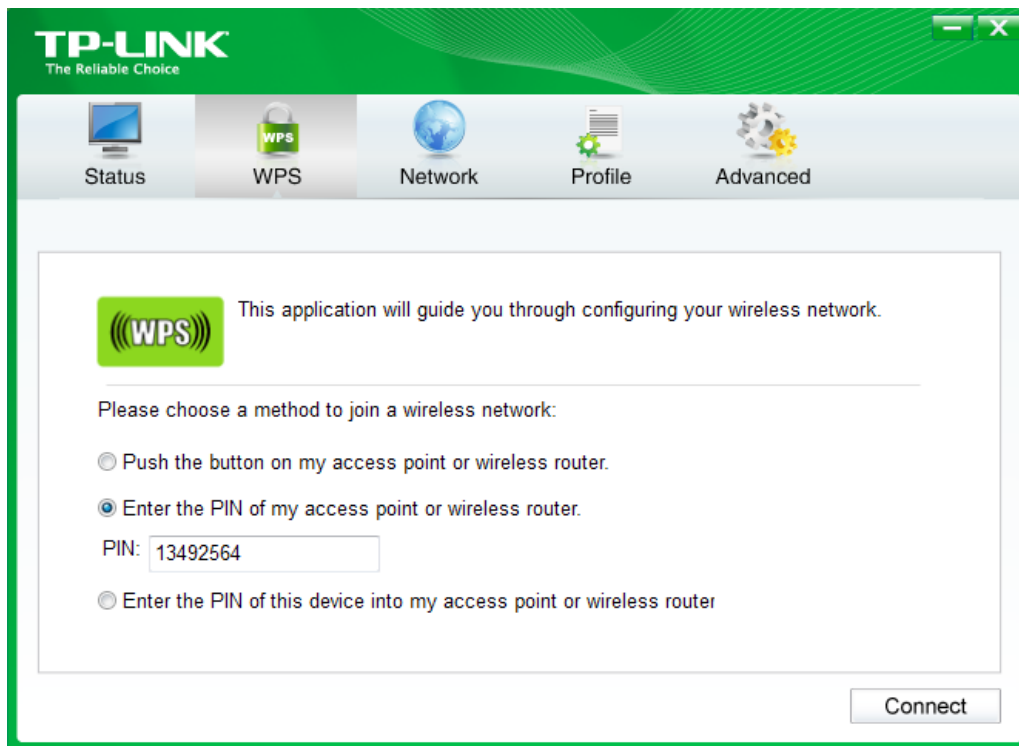 TP-LINK
The Reliable Choice
WPS
Status WPS Network Profile Advanced
(((WPS))) This application will guide you through configuring your wireless network.
Please choose a method to join a wireless network:
Push the button on my access point or wireless router.
Enter the PIN of my access point or wireless router.
PIN: 13492564
Enter the PIN of this device into my access point or wireless router
Connect